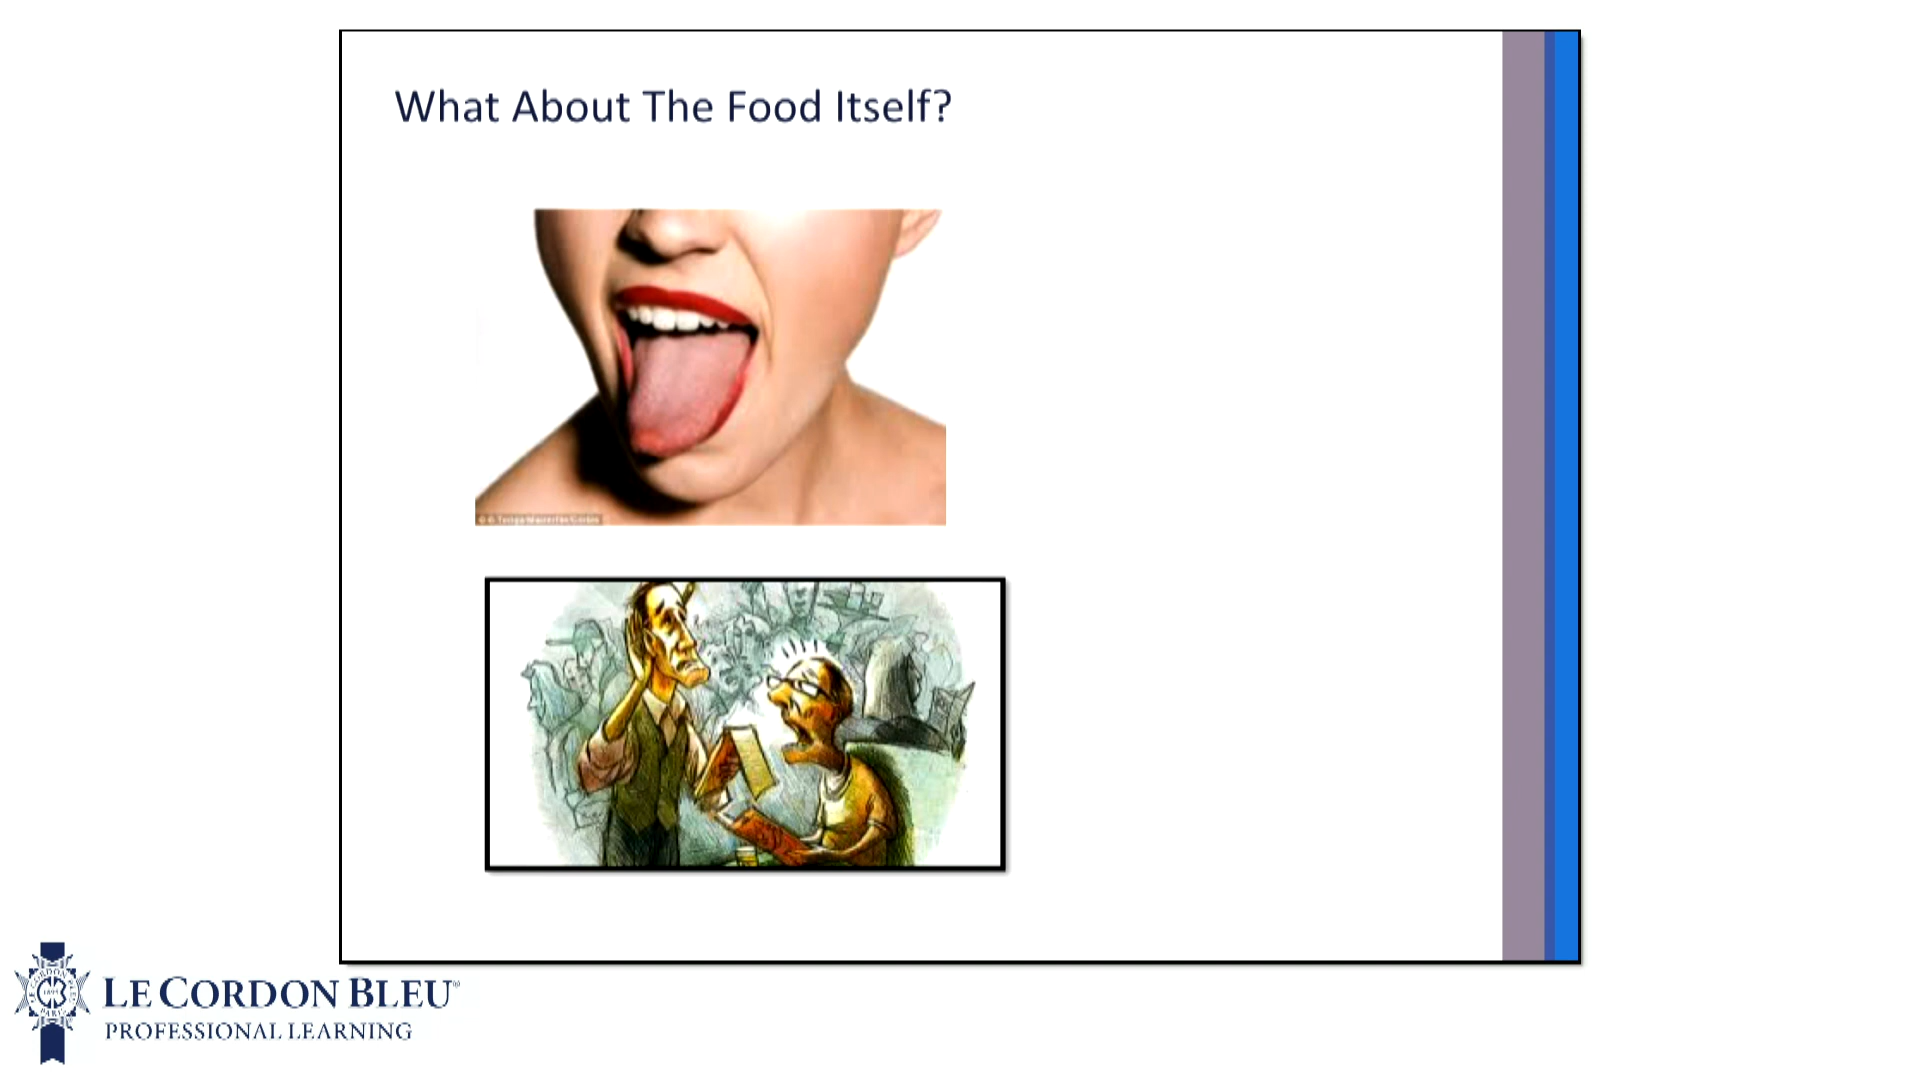 What About The Food Itself?
LE CORDON BLEU®
PROFESSIONAL LEARNING